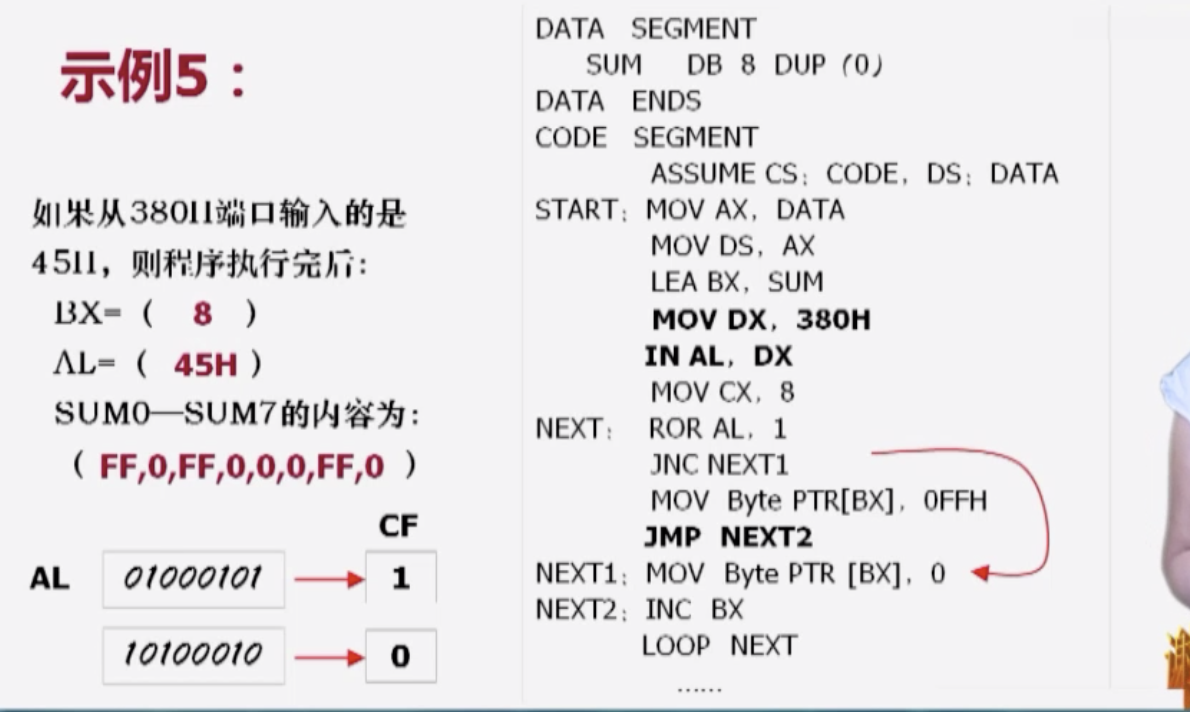 示例5：
如果从380H端口输入的是
45H，则程序执行完后：
BX=（ 8 ）
AL=（ 45H ）
SUM0—SUM7的内容为：
（ FF,0,FF,0,0,0,FF,0 ）
CF
AL 01000101 1
10100010 0
DATA SEGMENT
SUM DB 8 DUP (0)
DATA ENDS
CODE SEGMENT
ASSUME CS：CODE，DS：DATA
START：MOV AX，DATA
MOV DS，AX
LEA BX，SUM
MOV DX，380H
IN AL，DX
MOV CX，8
NEXT： ROR AL，1
JNC NEXT1
MOV Byte PTR[BX]，0FFH
JMP NEXT2
NEXT1：MOV Byte PTR [BX]，0
NEXT2：INC BX
LOOP NEXT
……